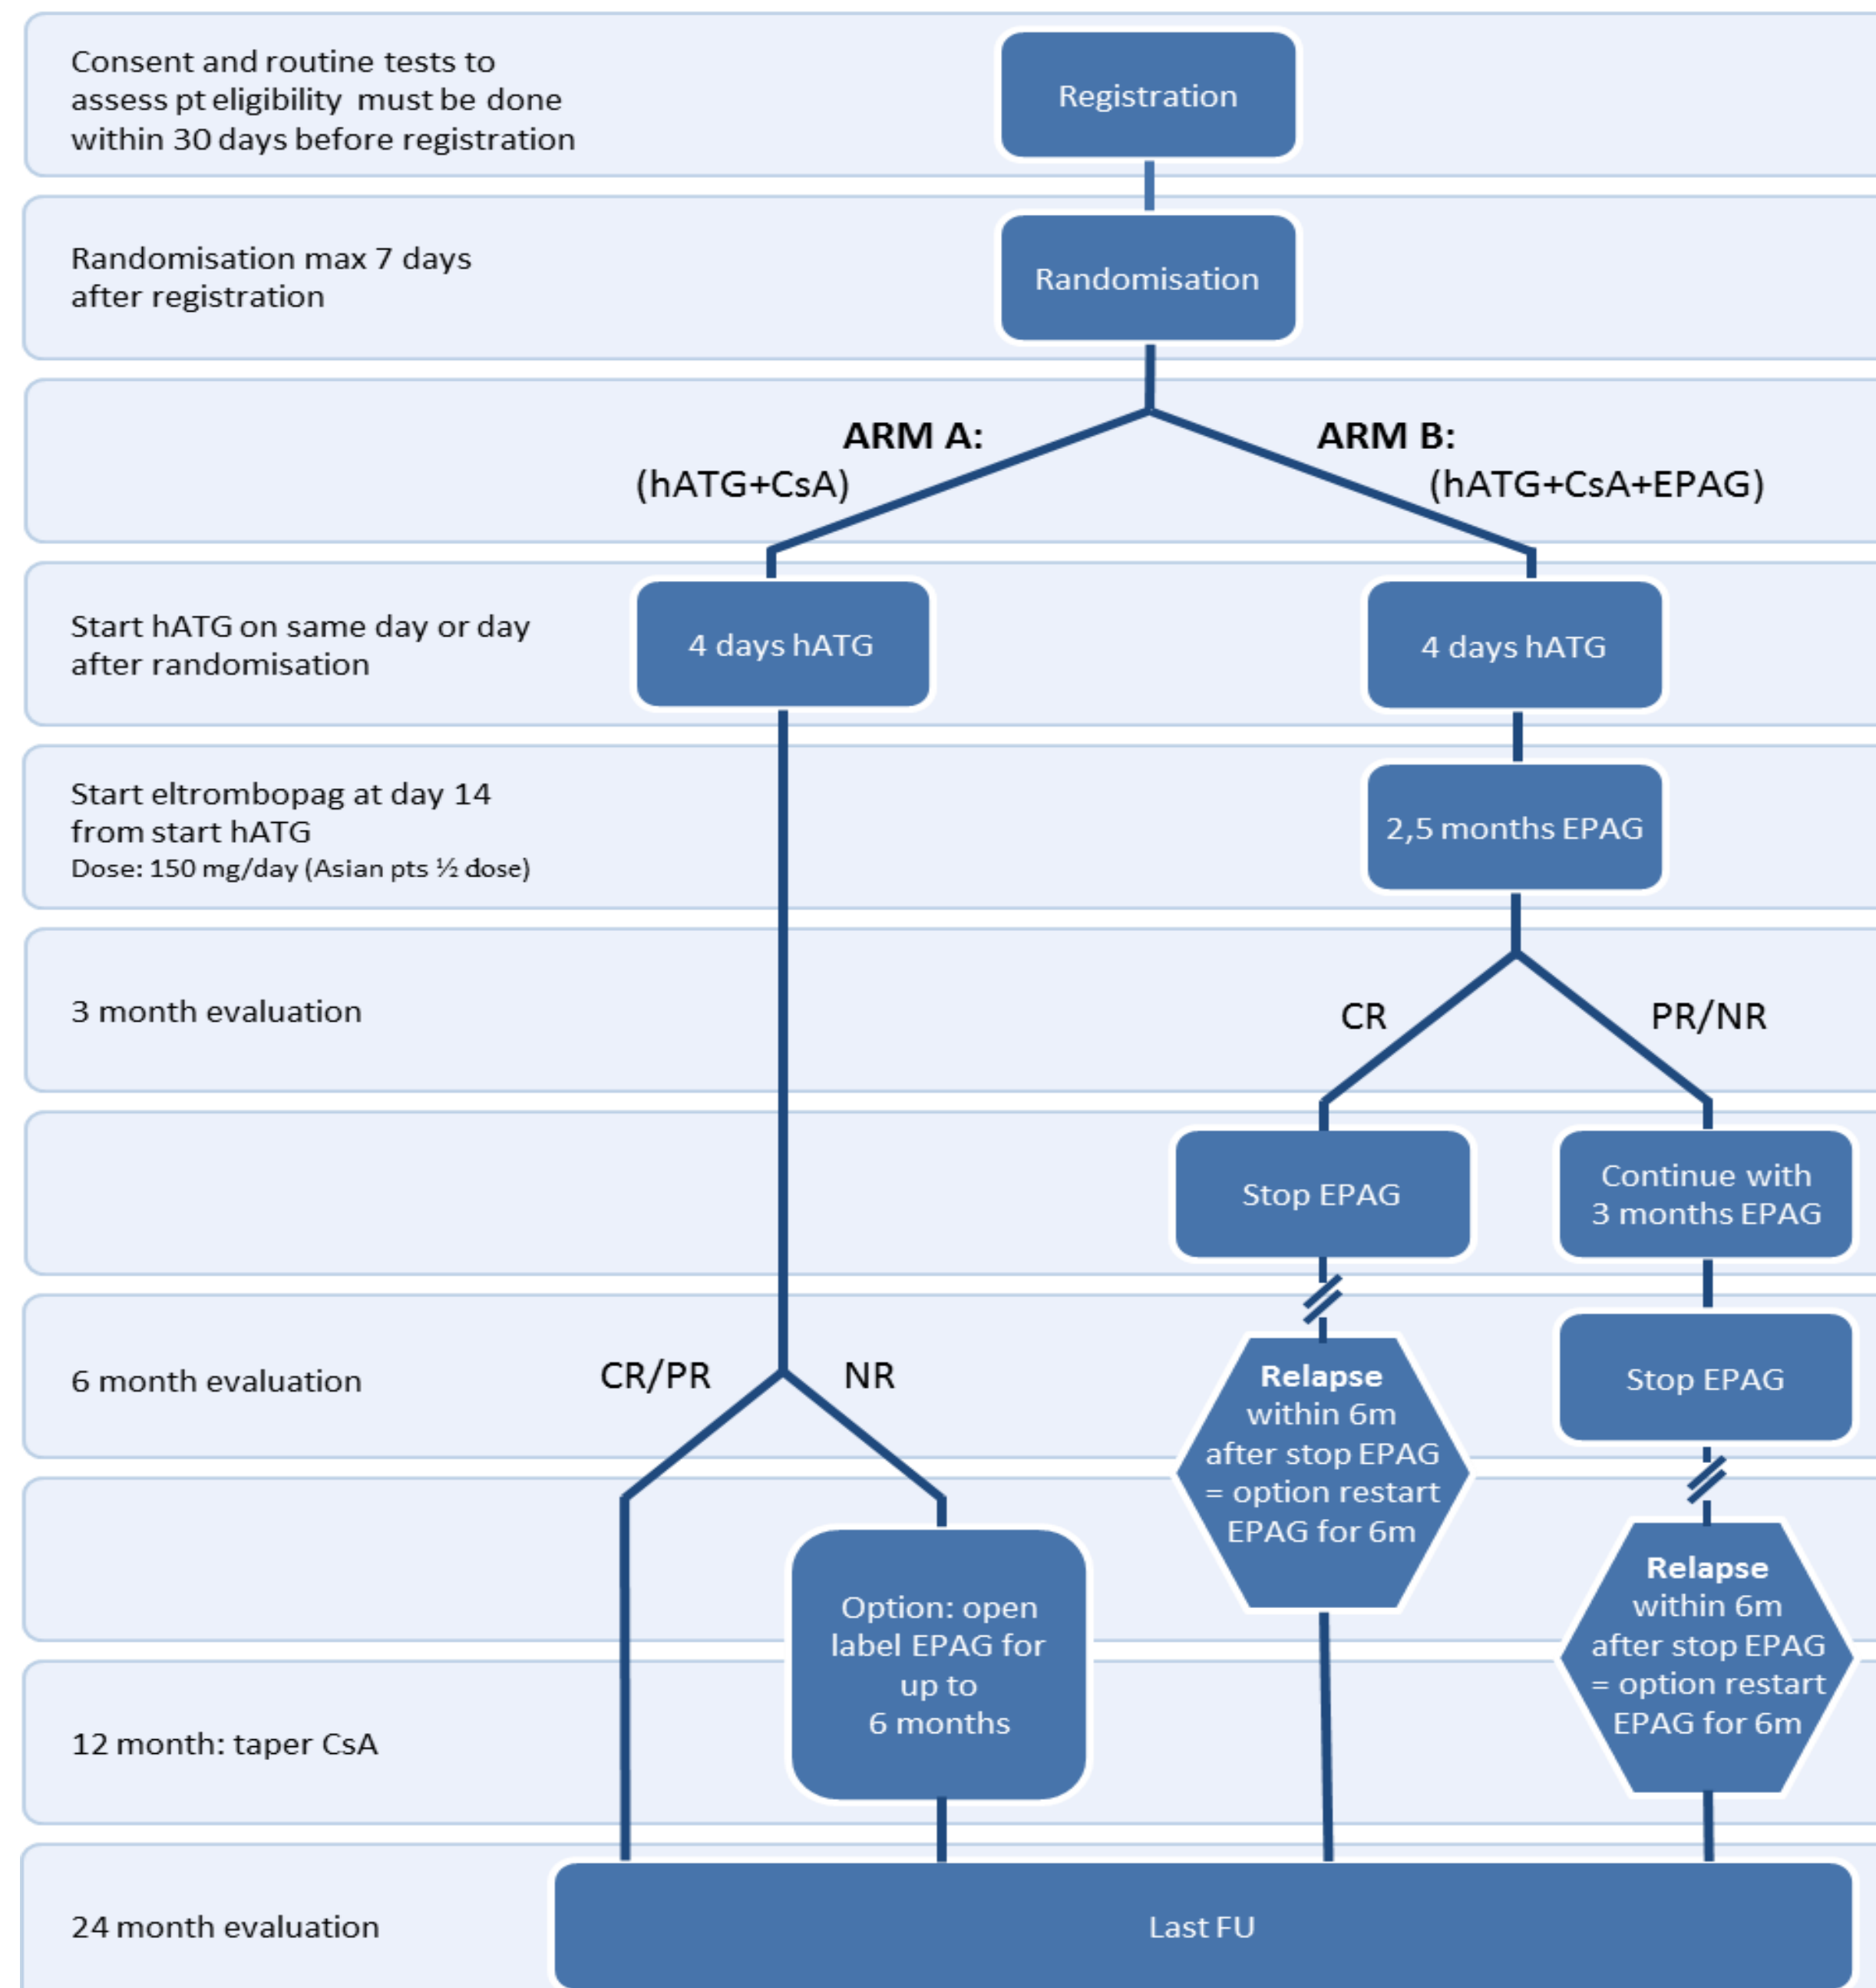 Consent and routine tests to
assess pt eligibility must be done
within 30 days before registration
Registration
Randomisation max 7 days
after registration
Randomisation
ARM A:
(hATG+CsA)
ARM B:
(hATG+CsA+EPAG)
Start hATG on same day or day
after randomisation
4 days hATG
4 days hATG
Start eltrombopag at day 14
from start hATG
Dose: 150 mg/day (Asian pts ½ dose)
2,5 months EPAG
3 month evaluation
CR
PR/NR
Stop EPAG
Continue with
3 months EPAG
6 month evaluation
CR/PR
NR
Relapse
within 6m
after stop EPAG
= option restart
EPAG for 6m
Stop EPAG
Option: open
label EPAG for
up to
6 months
Relapse
within 6m
after stop EPAG
= option restart
EPAG for 6m
12 month: taper CsA
24 month evaluation
Last FU